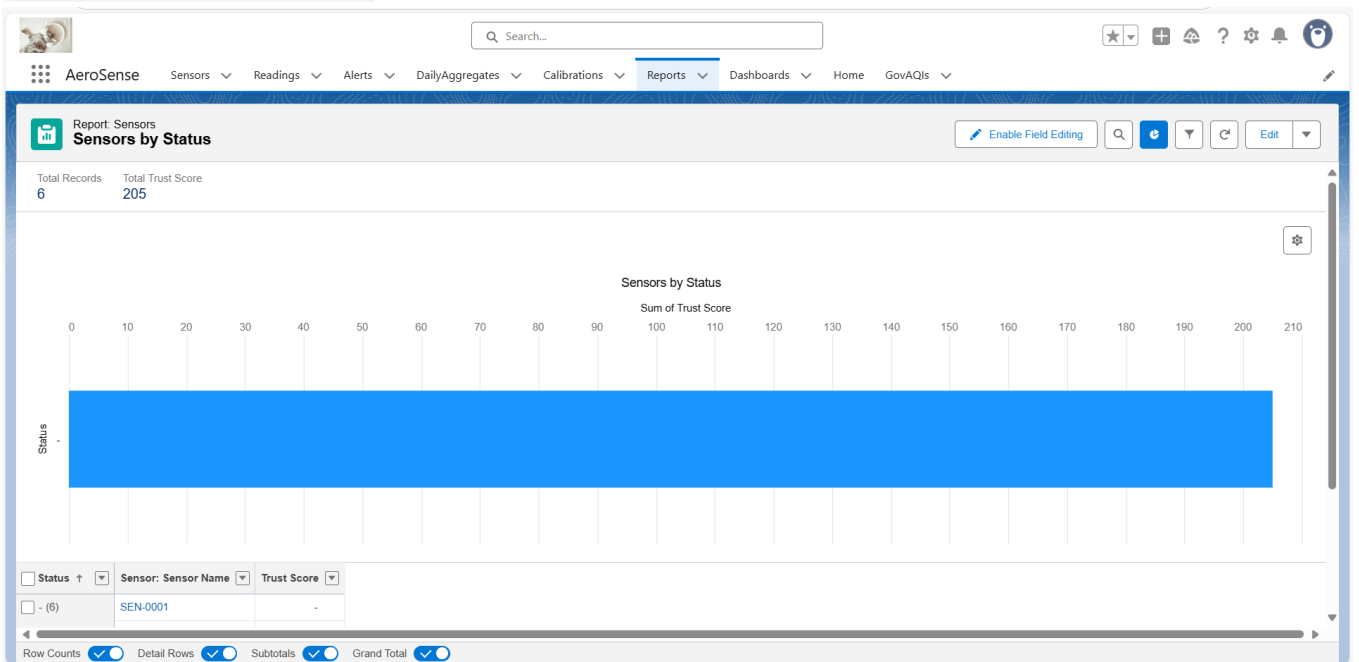 Search...
AeroSense Sensors Readings Alerts DailyAggregates Calibrations Reports Dashboards Home GovAQIs
Report: Sensors
Sensors by Status
Enable Field Editing
Edit
Total Records Total Trust Score
6 205
Sensors by Status
Sum of Trust Score
0 10 20 30 40 50 60 70 80 90 100 110 120 130 140 150 160 170 180 190 200 210
Status
-
Status ↑ Sensor: Sensor Name Trust Score
- (6) SEN-0001 -
Row Counts Detail Rows Subtotals Grand Total